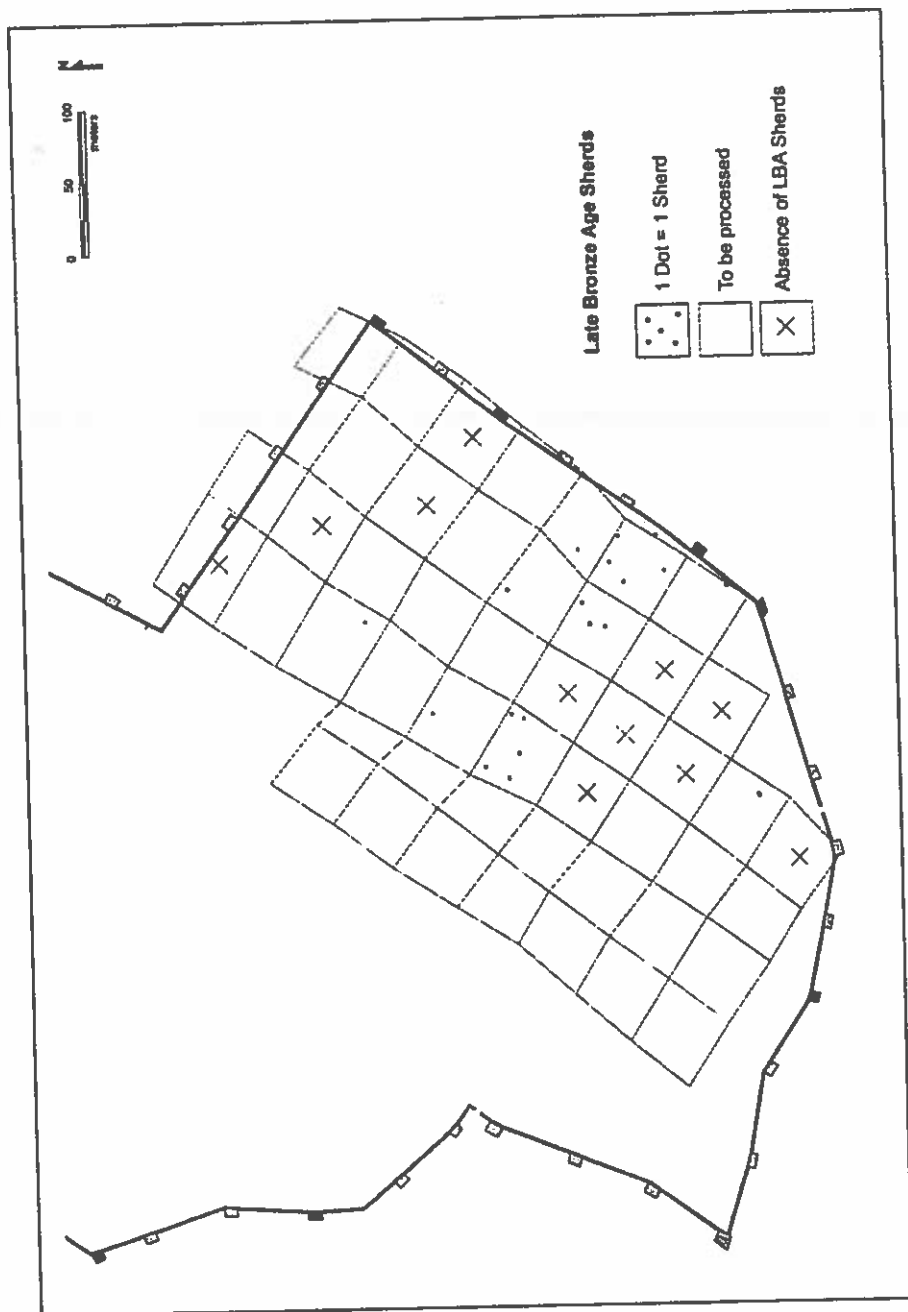 N
0 50 100
meters
Late Bronze Age Sherds
1 Dot = 1 Sherd
To be processed
Absence of LBA Sherds